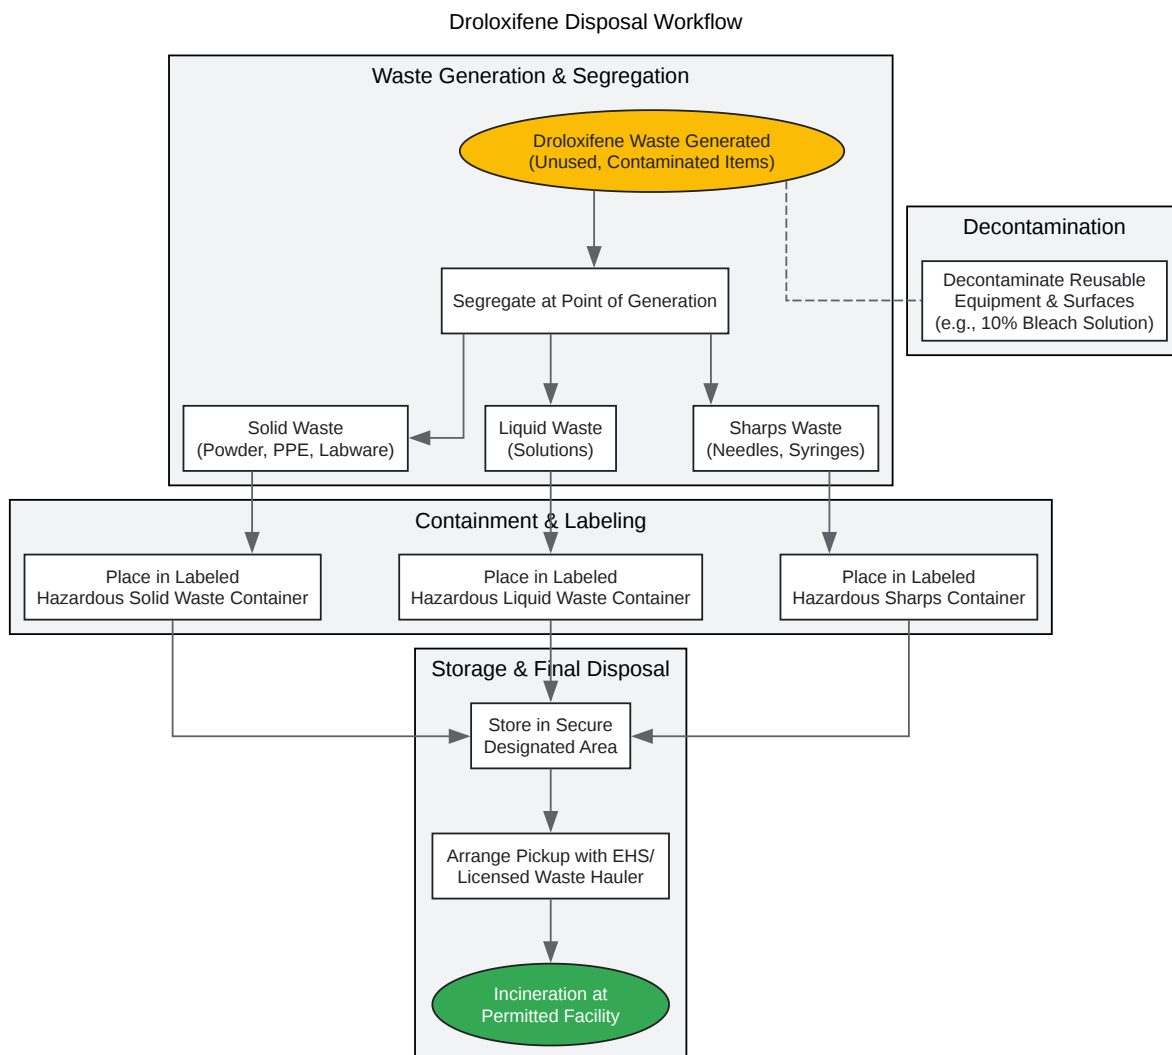 Droloxifene Disposal Workflow
Waste Generation & Segregation
Droloxifene Waste Generated
(Unused, Contaminated Items)
Decontamination
Decontaminate Reusable
Equipment & Surfaces
(e.g., 10% Bleach Solution)
Segregate at Point of Generation
Solid Waste
(Powder, PPE, Labware)
Liquid Waste
(Solutions)
Sharps Waste
(Needles, Syringes)
Containment & Labeling
Place in Labeled
Hazardous Solid Waste Container
Place in Labeled
Hazardous Liquid Waste Container
Place in Labeled
Hazardous Sharps Container
Storage & Final Disposal
Store in Secure
Designated Area
Arrange Pickup with EHS/
Licensed Waste Hauler
Incineration at
Permitted Facility